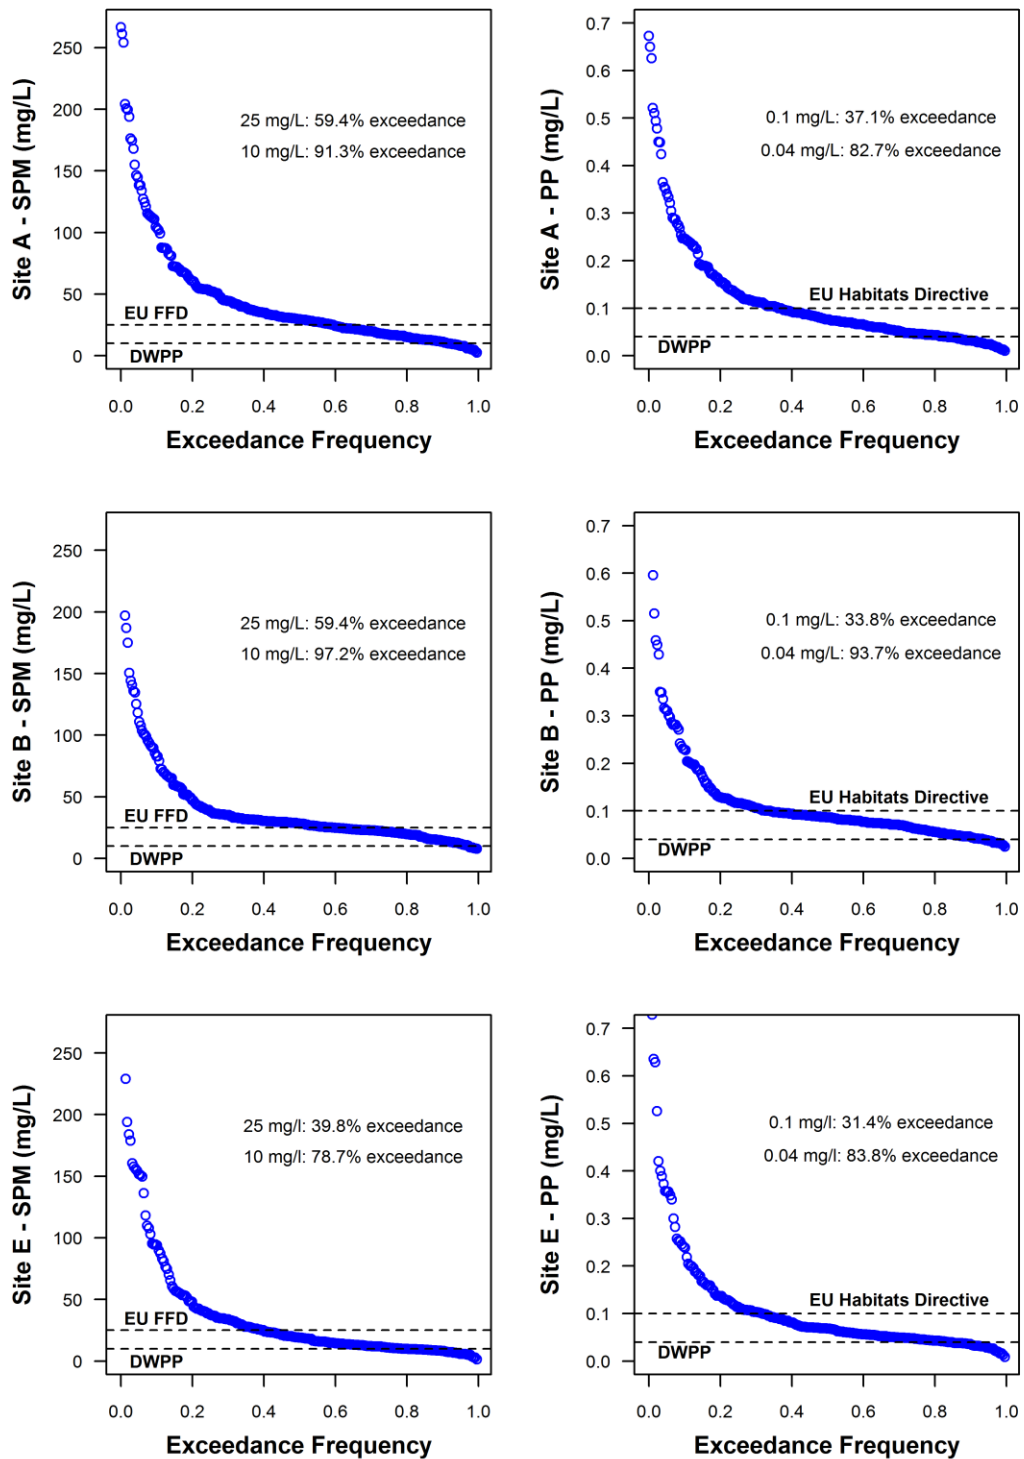 Site A - SPM (mg/L)
250
200
150
100
50
0
25 mg/L: 59.4% exceedance
10 mg/L: 91.3% exceedance
EU FFD
DWPP
0.0 0.2 0.4 0.6 0.8 1.0
Exceedance Frequency
Site A - PP (mg/L)
0.7
0.6
0.5
0.4
0.3
0.2
0.1
0.0
0.1 mg/L: 37.1% exceedance
0.04 mg/L: 82.7% exceedance
EU Habitats Directive
DWPP
0.0 0.2 0.4 0.6 0.8 1.0
Exceedance Frequency
Site B - SPM (mg/L)
250
200
150
100
50
0
25 mg/L: 59.4% exceedance
10 mg/L: 97.2% exceedance
EU FFD
DWPP
0.0 0.2 0.4 0.6 0.8 1.0
Exceedance Frequency
Site B - PP (mg/L)
0.7
0.6
0.5
0.4
0.3
0.2
0.1
0.0
0.1 mg/L: 33.8% exceedance
0.04 mg/L: 93.7% exceedance
EU Habitats Directive
DWPP
0.0 0.2 0.4 0.6 0.8 1.0
Exceedance Frequency
Site E - SPM (mg/L)
250
200
150
100
50
0
25 mg/l: 39.8% exceedance
10 mg/l: 78.7% exceedance
EU FFD
DWPP
0.0 0.2 0.4 0.6 0.8 1.0
Exceedance Frequency
Site E - PP (mg/L)
0.7
0.6
0.5
0.4
0.3
0.2
0.1
0.0
0.1 mg/l: 31.4% exceedance
0.04 mg/l: 83.8% exceedance
EU Habitats Directive
DWPP
0.0 0.2 0.4 0.6 0.8 1.0
Exceedance Frequency